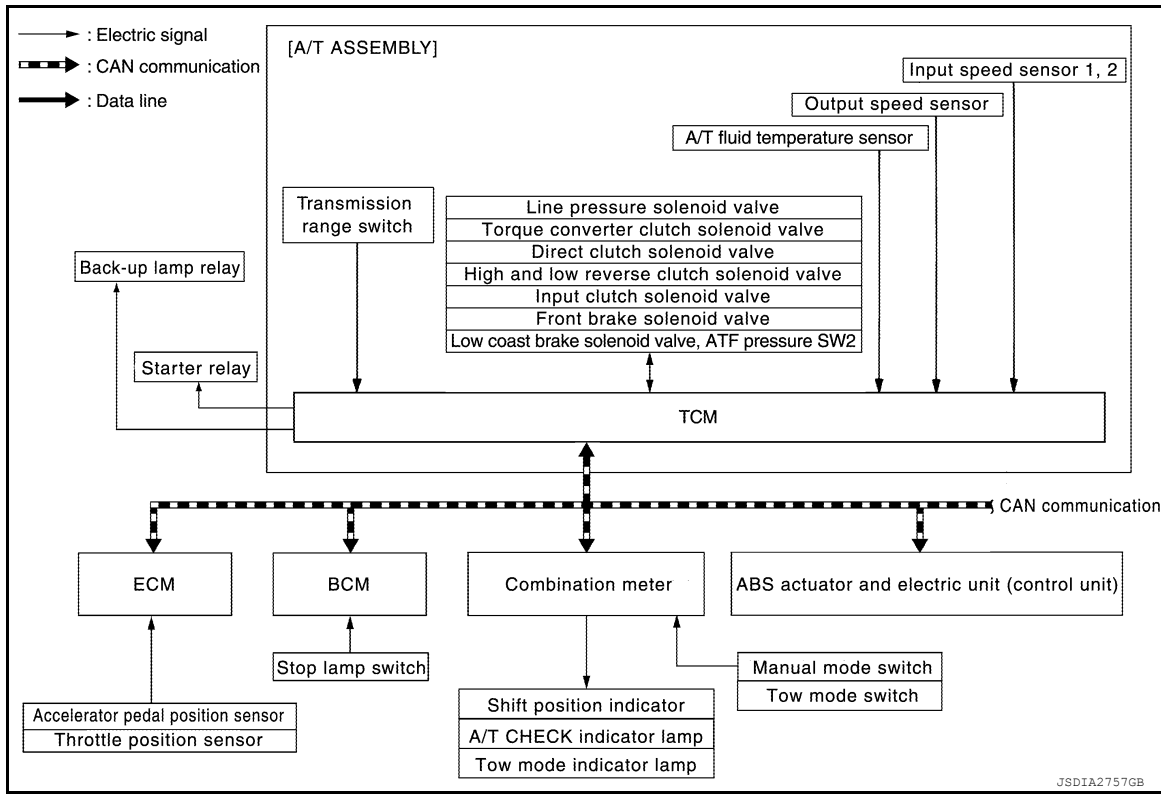 : Electric signal
: CAN communication
: Data line
[A/T ASSEMBLY]
Input speed sensor 1, 2
Output speed sensor
A/T fluid temperature sensor
Transmission
range switch
Line pressure solenoid valve
Torque converter clutch solenoid valve
Direct clutch solenoid valve
High and low reverse clutch solenoid valve
Input clutch solenoid valve
Front brake solenoid valve
Low coast brake solenoid valve, ATF pressure SW2
Back-up lamp relay
Starter relay
TCM
CAN communication
ECM
BCM
Combination meter
ABS actuator and electric unit (control unit)
Stop lamp switch
Manual mode switch
Tow mode switch
Accelerator pedal position sensor
Throttle position sensor
Shift position indicator
A/T CHECK indicator lamp
Tow mode indicator lamp
JSDIA2757GB